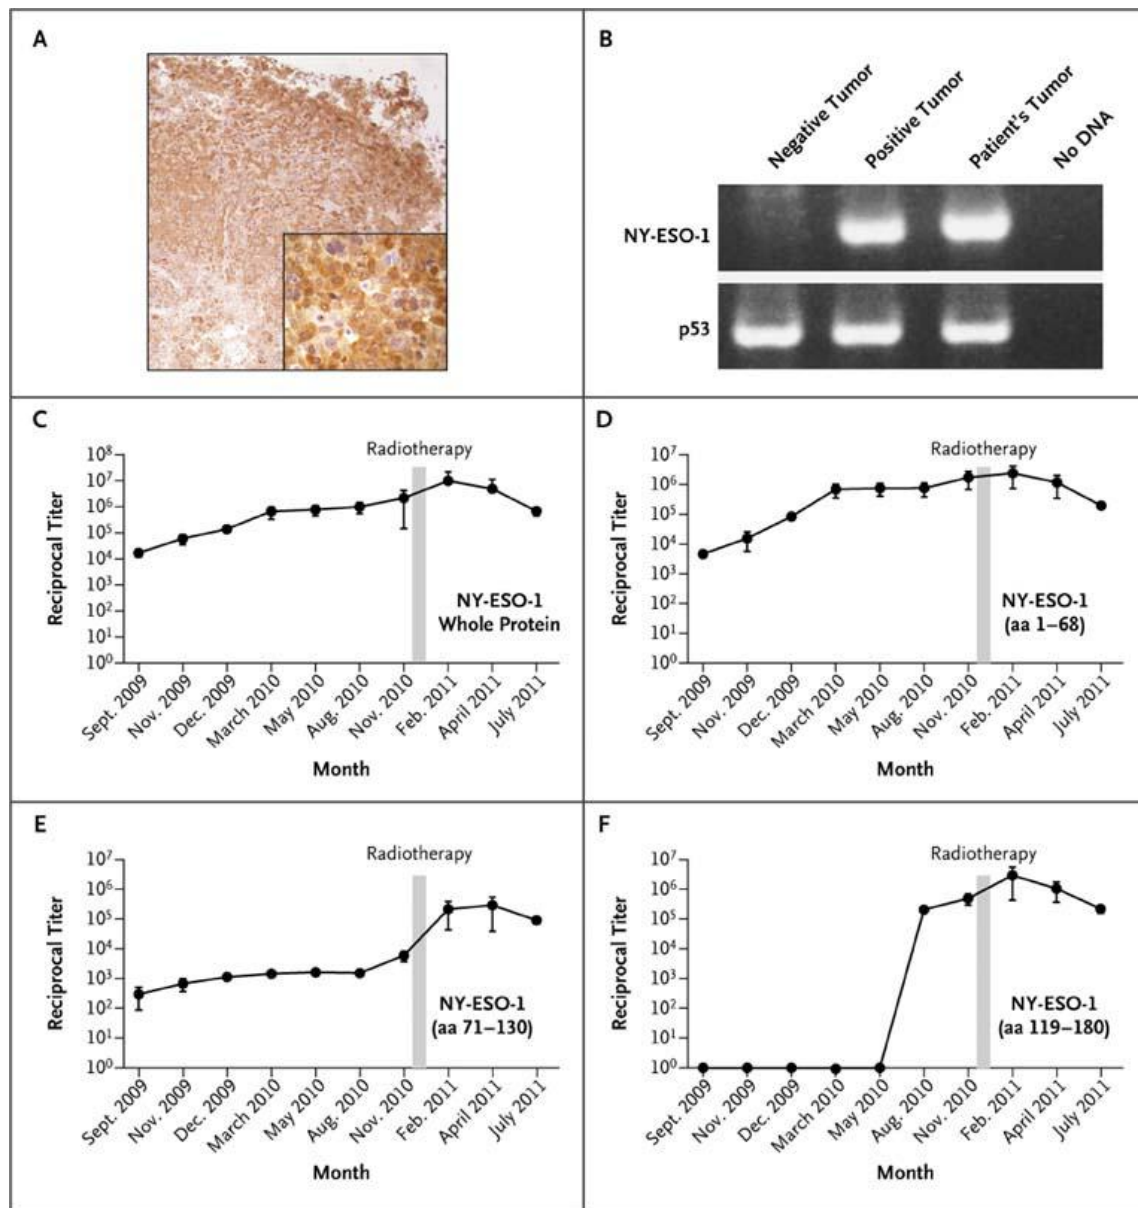 A
B
Negative Tumor
Positive Tumor
Patient's Tumor
No DNA
NY-ESO-1
p53
C
Radiotherapy
Reciprocal Titer
10⁸
10⁷
10⁶
10⁵
10⁴
10³
10²
10¹
10⁰
NY-ESO-1
Whole Protein
Sept. 2009
Nov. 2009
Dec. 2009
March 2010
May 2010
Aug. 2010
Nov. 2010
Feb. 2011
April 2011
July 2011
Month
D
Radiotherapy
Reciprocal Titer
10⁷
10⁶
10⁵
10⁴
10³
10²
10¹
10⁰
NY-ESO-1
(aa 1–68)
Sept. 2009
Nov. 2009
Dec. 2009
March 2010
May 2010
Aug. 2010
Nov. 2010
Feb. 2011
April 2011
July 2011
Month
E
Radiotherapy
Reciprocal Titer
10⁷
10⁶
10⁵
10⁴
10³
10²
10¹
10⁰
NY-ESO-1
(aa 71–130)
Sept. 2009
Nov. 2009
Dec. 2009
March 2010
May 2010
Aug. 2010
Nov. 2010
Feb. 2011
April 2011
July 2011
Month
F
Radiotherapy
Reciprocal Titer
10⁷
10⁶
10⁵
10⁴
10³
10²
10¹
10⁰
NY-ESO-1
(aa 119–180)
Sept. 2009
Nov. 2009
Dec. 2009
March 2010
May 2010
Aug. 2010
Nov. 2010
Feb. 2011
April 2011
July 2011
Month